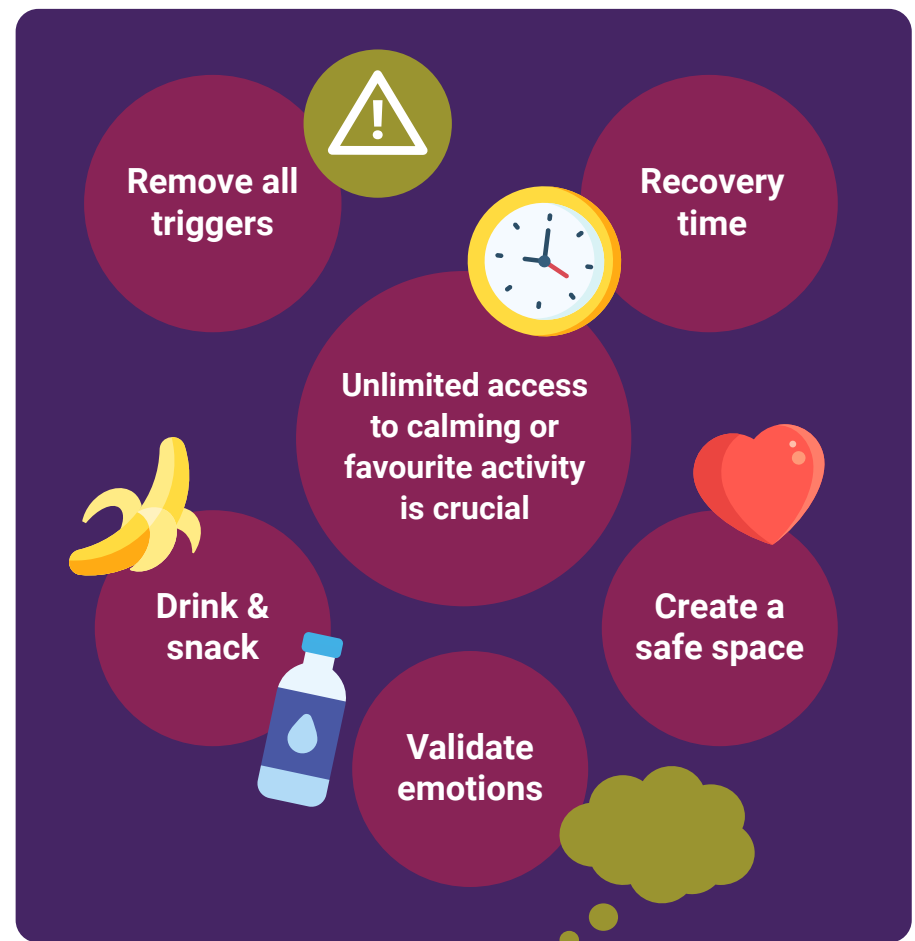 Remove all
triggers
Recovery
time
Unlimited access
to calming or
favourite activity
is crucial
Drink &
snack
Create a
safe space
Validate
emotions